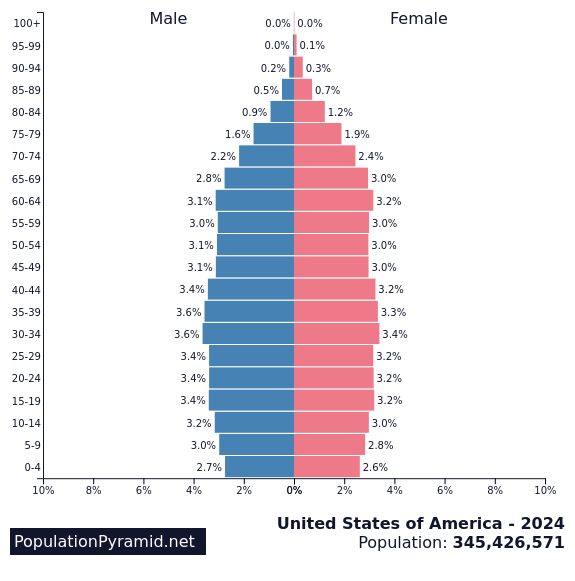 Male Female
100+ 0.0% 0.0%
95-99 0.0% 0.1%
90-94 0.2% 0.3%
85-89 0.5% 0.7%
80-84 0.9% 1.2%
75-79 1.6% 1.9%
70-74 2.2% 2.4%
65-69 2.8% 3.0%
60-64 3.1% 3.2%
55-59 3.0% 3.0%
50-54 3.1% 3.0%
45-49 3.1% 3.0%
40-44 3.4% 3.2%
35-39 3.6% 3.3%
30-34 3.6% 3.4%
25-29 3.4% 3.2%
20-24 3.4% 3.2%
15-19 3.4% 3.2%
10-14 3.2% 3.0%
5-9 3.0% 2.8%
0-4 2.7% 2.6%
10% 8% 6% 4% 2% 0% 2% 4% 6% 8% 10%
United States of America - 2024
PopulationPyramid.net Population: 345,426,571